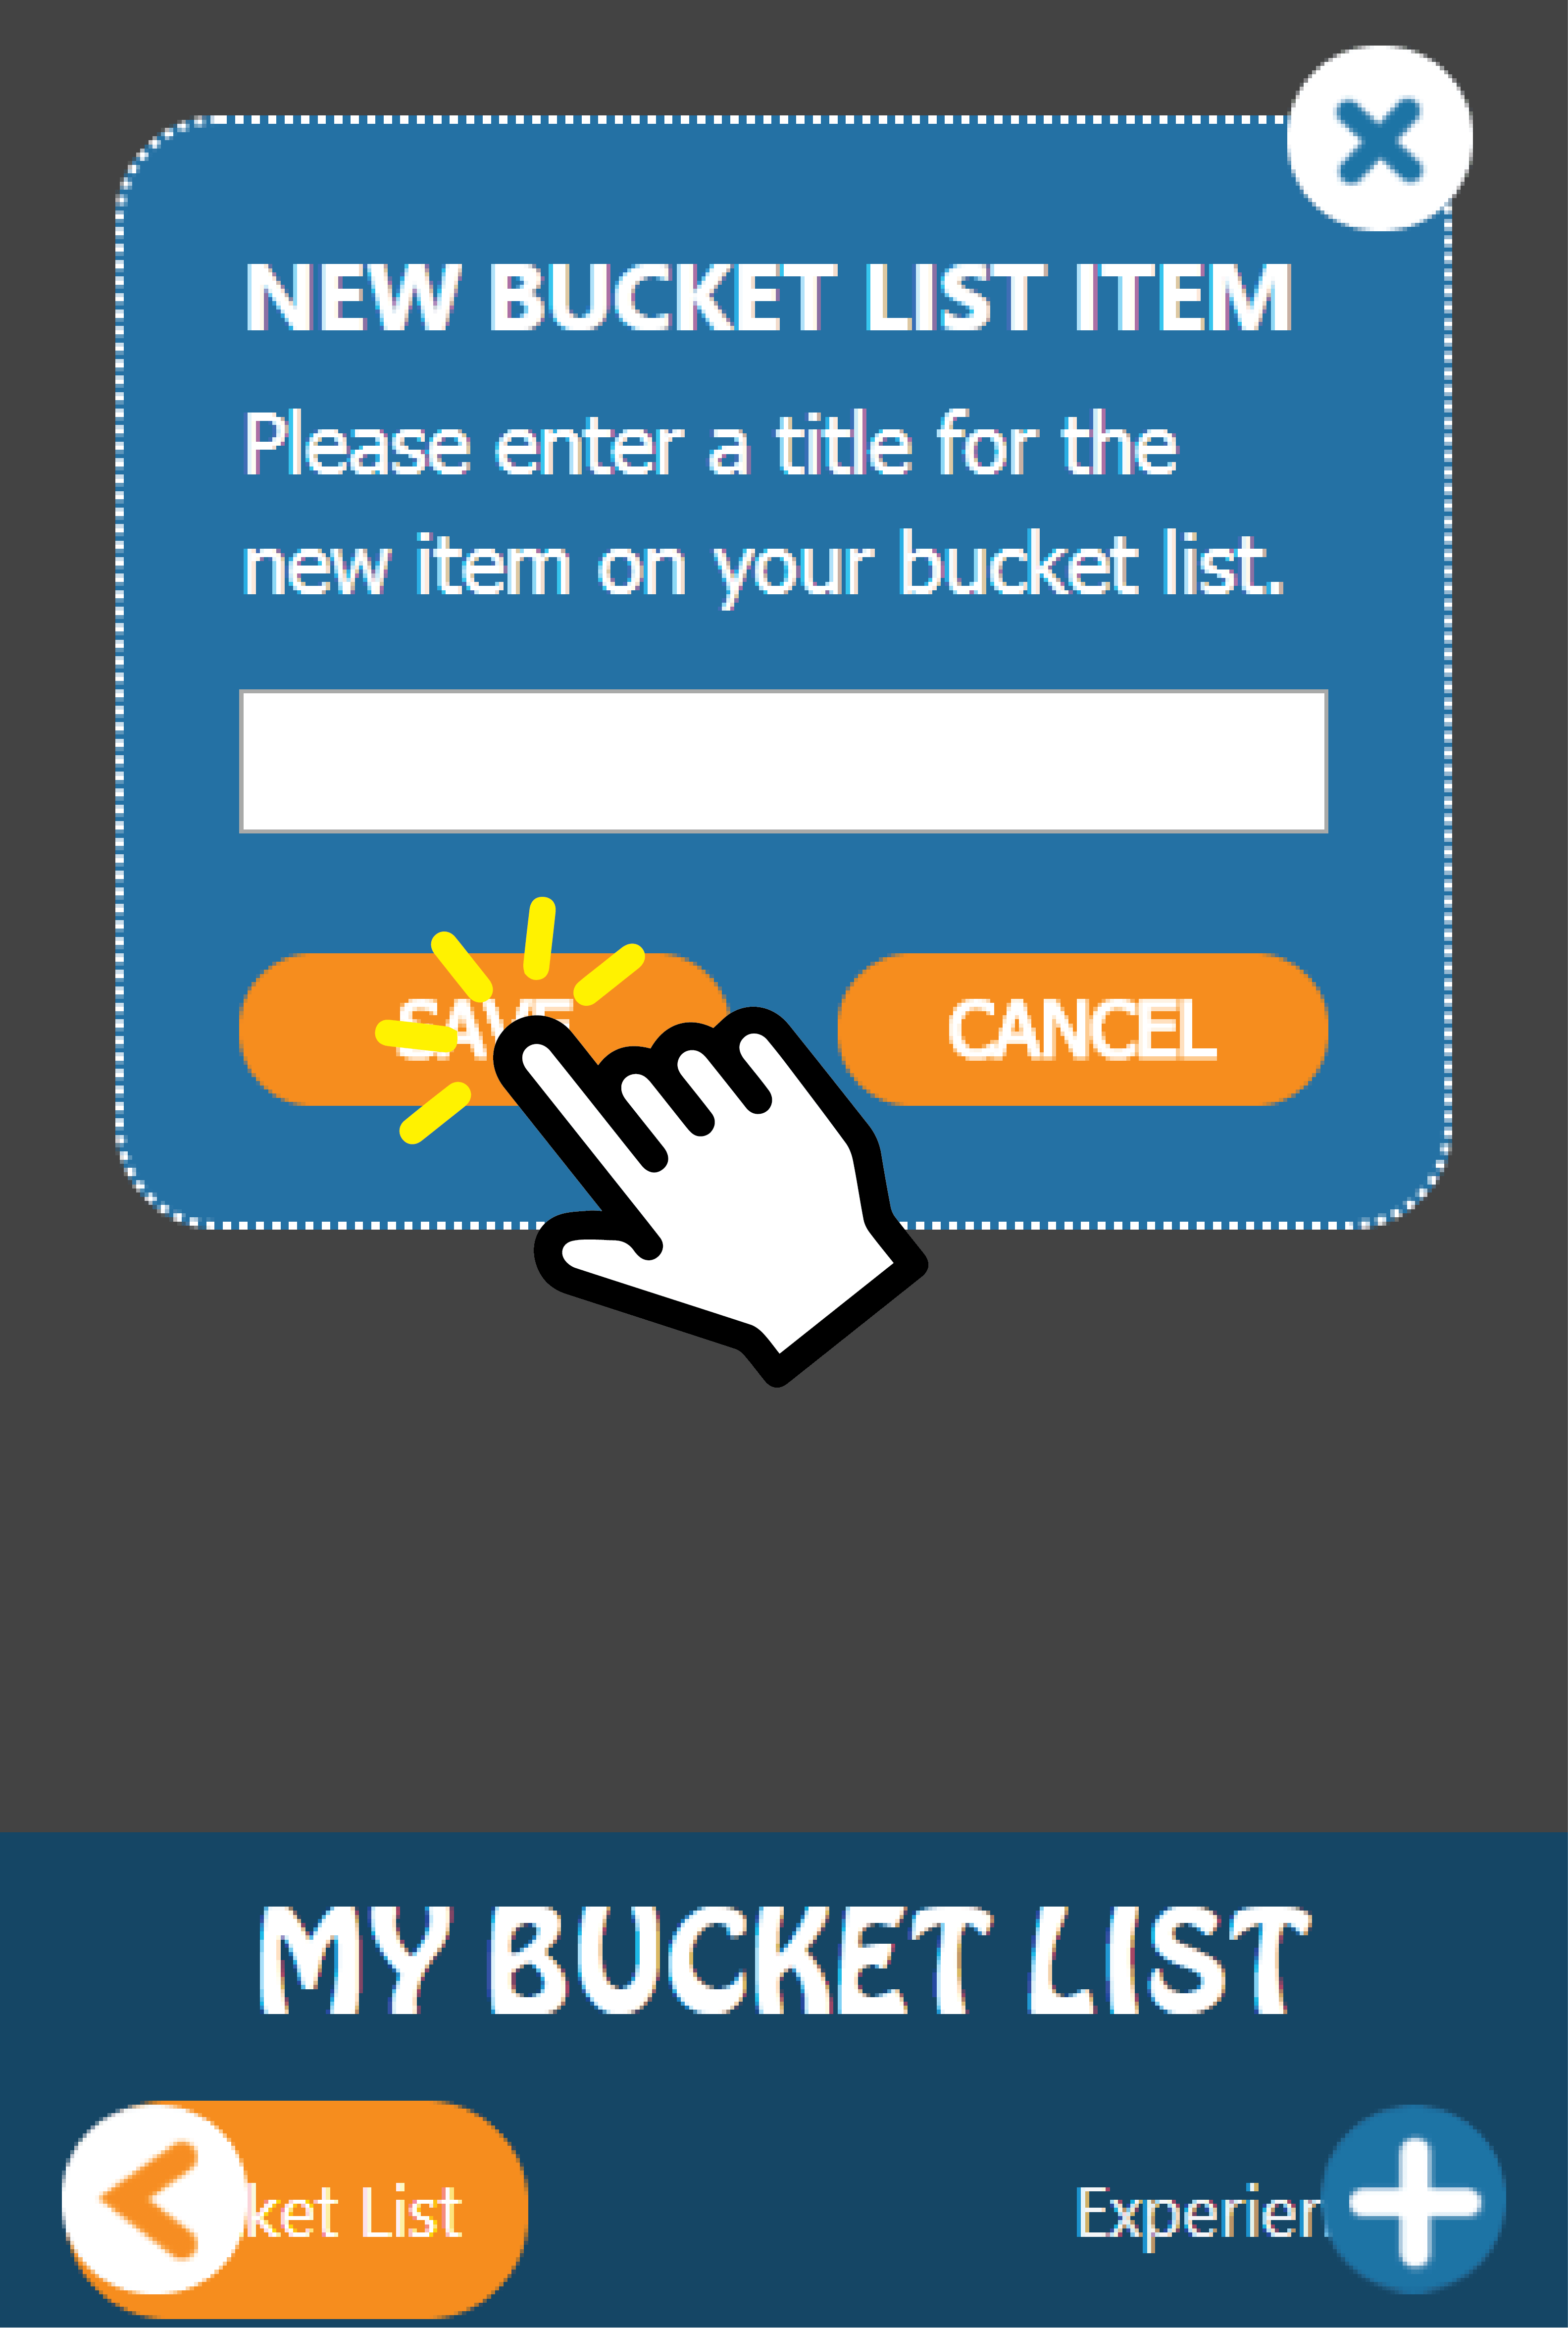 NEW BUCKET LIST ITEM
Please enter a title for the
new item on your bucket list.
SAVE
CANCEL
MY BUCKET LIST
ket List
Experien